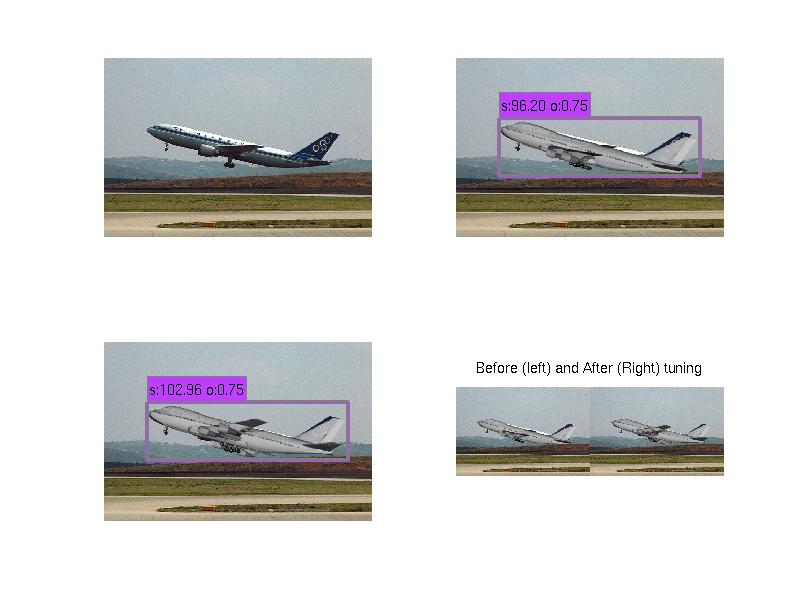 s:96.20 o:0.75
s:102.96 o:0.75
Before (left) and After (Right) tuning